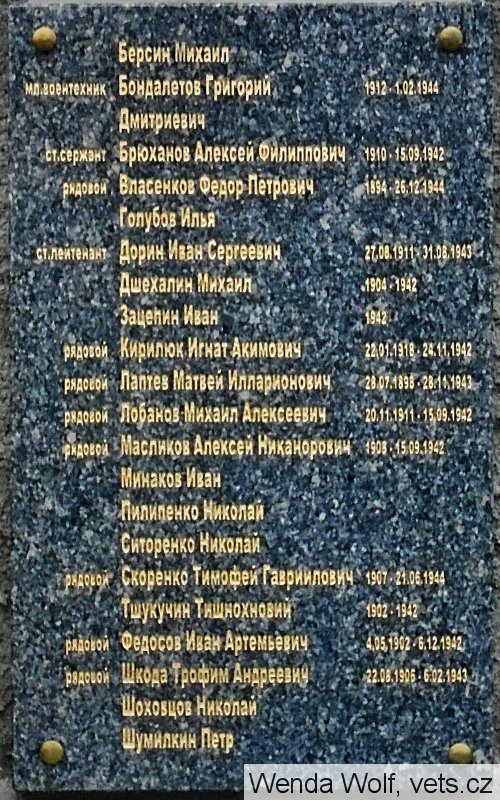 Берсин Михаил
мл.воентехник Бондалетов Григорий 1912 - 1.02.1944
Дмитриевич
ст.сержант Брюханов Алексей Филиппович 1910 - 15.09.1942
рядовой Власенков Федор Петрович 1894 - 26.12.1944
Голубов Илья
ст.лейтенант Дорин Иван Сергеевич 27.08.1911 - 31.08.1943
Дшехалин Михаил 1904 - 1942
Зацепин Иван 1942
рядовой Кирилюк Игнат Акимович 22.01.1918 - 24.11.1942
рядовой Лаптев Матвей Илларионович 28.07.1898 - 28.11.1943
рядовой Лобанов Михаил Алексеевич 20.11.1911 - 15.09.1942
рядовой Масликов Алексей Никанорович 1908 - 15.09.1942
Минаков Иван
Пилипенко Николай
Ситоренко Николай
рядовой Скоренко Тимофей Гавриилович 1907 - 21.06.1944
Тшукучин Тишнохновин 1902 - 1942
рядовой Федосов Иван Артемьевич 4.05.1902 - 6.12.1942
рядовой Шкода Трофим Андреевич 22.08.1906 - 6.02.1943
Шоховцов Николай
Шумилкин Петр
Wenda Wolf, vets.cz